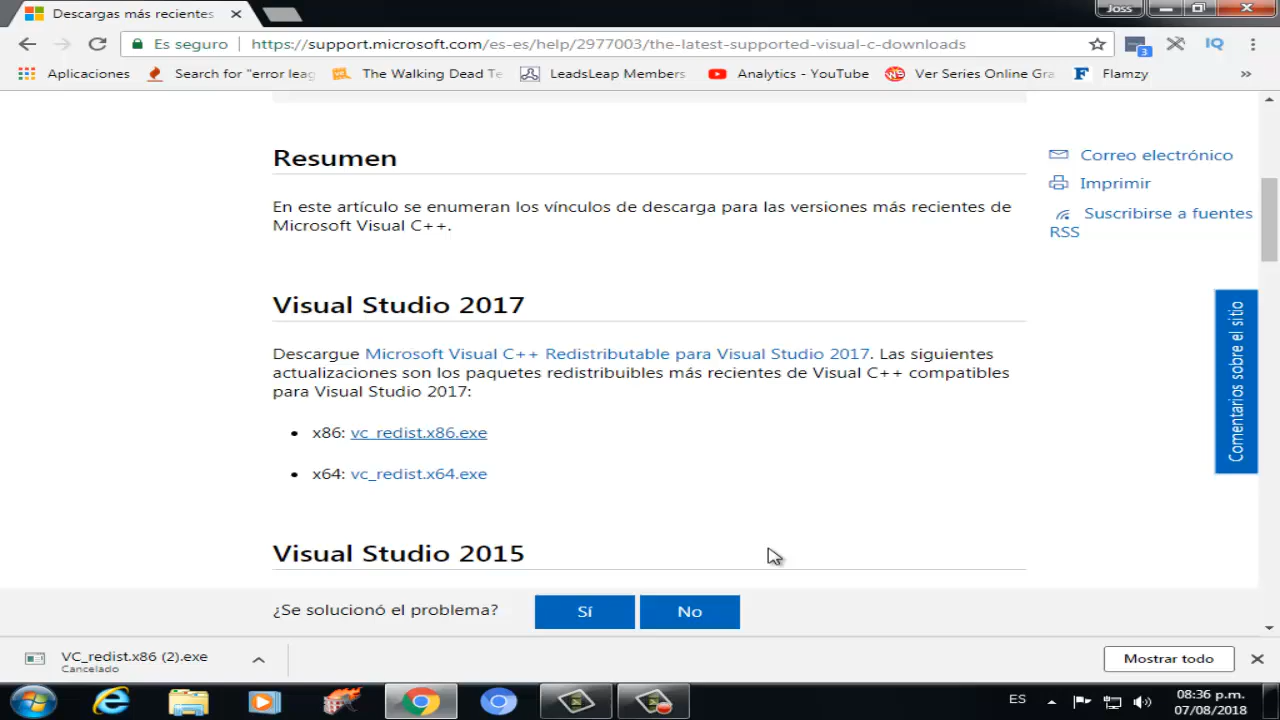 Descargas más recientes
Joss
Es seguro
https://support.microsoft.com/es-es/help/2977003/the-latest-supported-visual-c-downloads
3
IQ
Aplicaciones
Search for "error leag
The Walking Dead Te
LeadsLeap Members
Analytics - YouTube
Ver Series Online Gra
Flamzy
»
Resumen
En este artículo se enumeran los vínculos de descarga para las versiones más recientes de
Microsoft Visual C++.
Correo electrónico
Imprimir
Suscribirse a fuentes
RSS
Visual Studio 2017
Descargue Microsoft Visual C++ Redistributable para Visual Studio 2017. Las siguientes
actualizaciones son los paquetes redistribuibles más recientes de Visual C++ compatibles
para Visual Studio 2017:
• x86: vc_redist.x86.exe
• x64: vc_redist.x64.exe
Comentarios sobre el sitio
Visual Studio 2015
¿Se solucionó el problema?
Sí
No
VC_redist.x86 (2).exe
Cancelado
Mostrar todo
ES
08:36 p.m.
07/08/2018